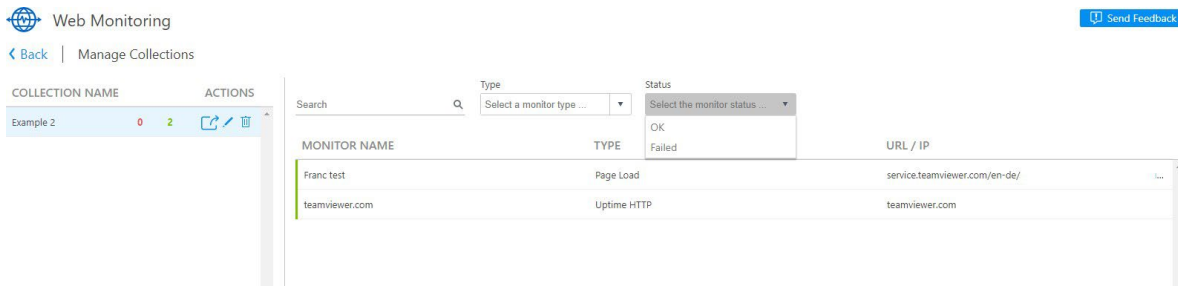 Web Monitoring
Send Feedback
Back | Manage Collections
COLLECTION NAME ACTIONS
Example 2 0 2
Type Status
Search Select a monitor type ... Select the monitor status ...
OK
Failed
MONITOR NAME TYPE URL / IP
Franc test Page Load service.teamviewer.com/en-de/
teamviewer.com Uptime HTTP teamviewer.com